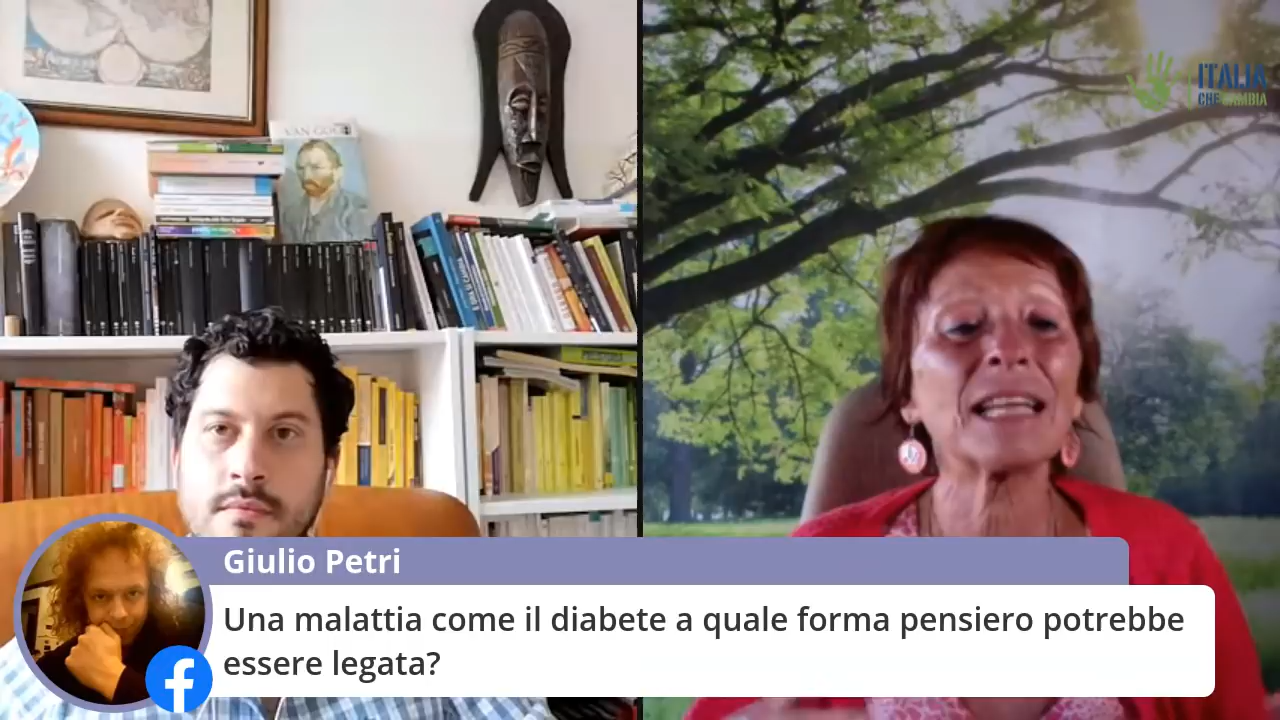 VAN GOGH
ITALIA
CHE CAMBIA
Giulio Petri
Una malattia come il diabete a quale forma pensiero potrebbe
essere legata?